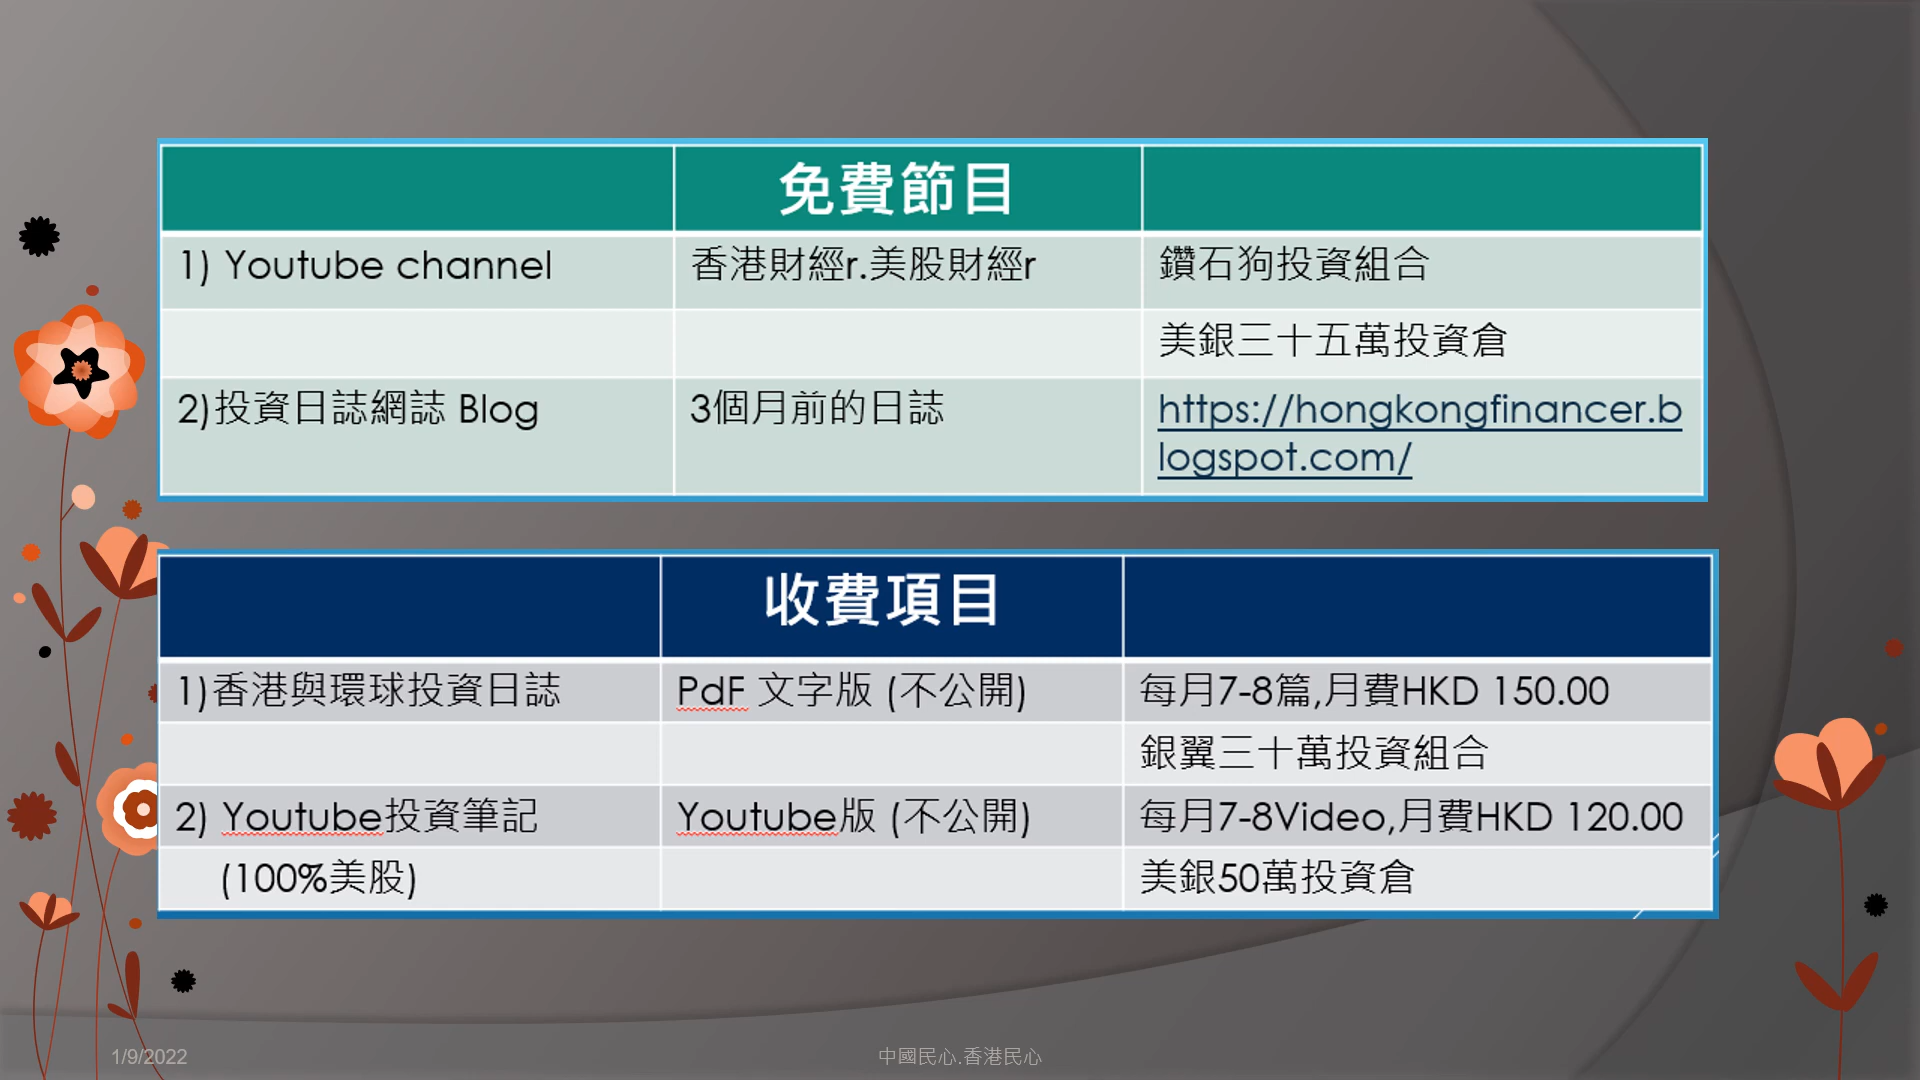 免費節目
1) Youtube channel 香港財經r.美股財經r 鑽石狗投資組合
美銀三十五萬投資倉
2)投資日誌網誌 Blog 3個月前的日誌 https://hongkongfinancer.b
logspot.com/
收費項目
1)香港與環球投資日誌 PdF 文字版 (不公開) 每月7-8篇,月費HKD 150.00
銀翼三十萬投資組合
2) Youtube投資筆記 Youtube版 (不公開) 每月7-8Video,月費HKD 120.00
(100%美股) 美銀50萬投資倉
1/9/2022 中國民心.香港民心